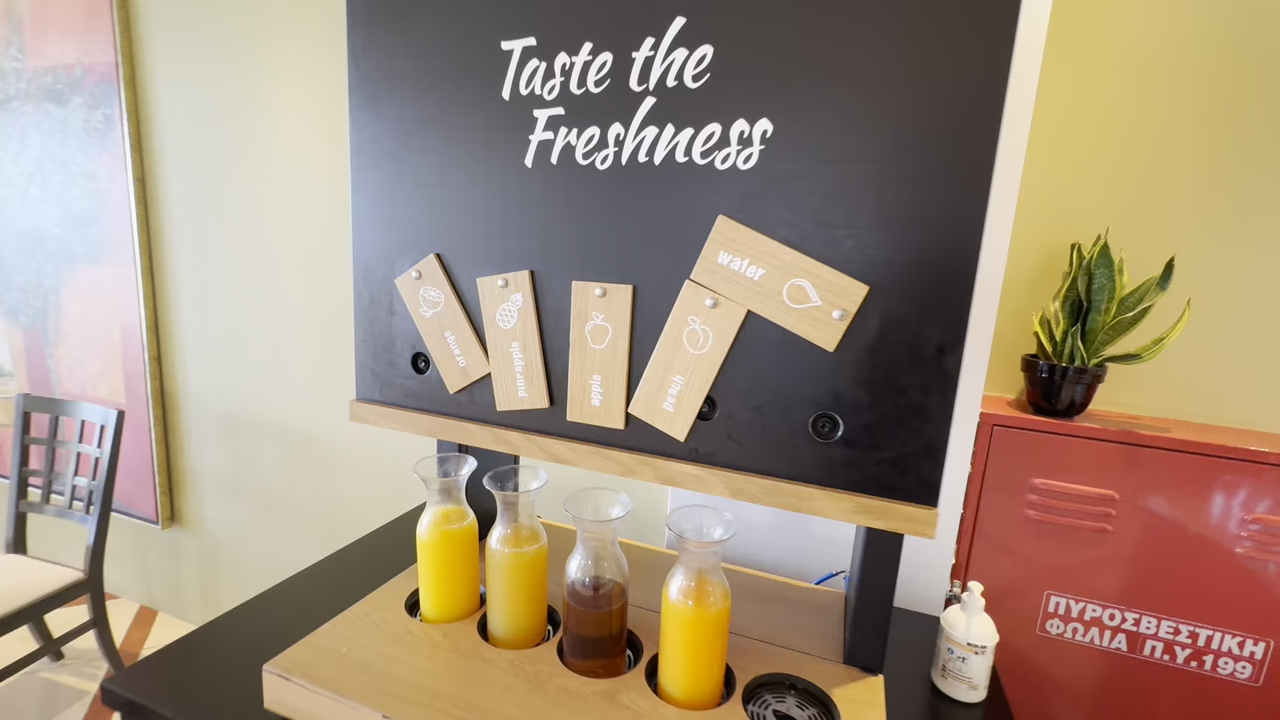 Taste the
Freshness
water
orange
pineapple
apple
peach
ΠΥΡΟΣΒΕΣΤΙΚΗ
ΦΩΛΙΑ Π.Υ.199